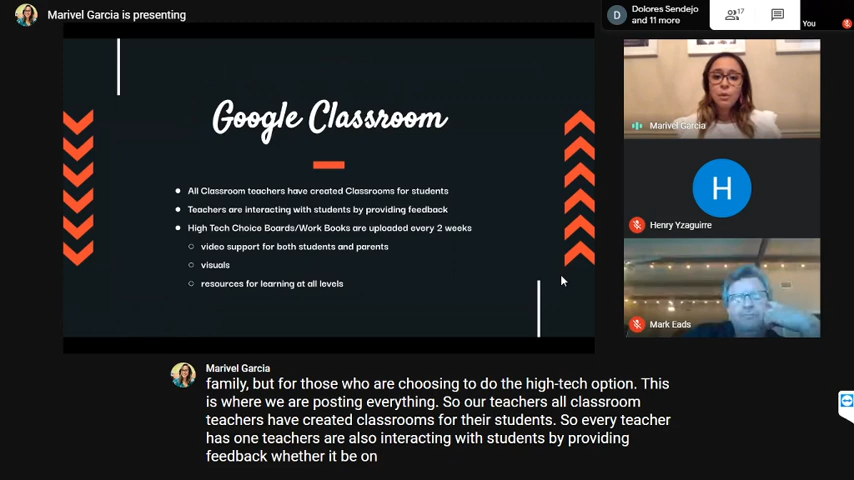 Marivel Garcia is presenting
Dolores Sendejo
and 11 more
D
17
You
Google Classroom
All Classroom teachers have created Classrooms for students
Teachers are interacting with students by providing feedback
High Tech Choice Boards/Work Books are uploaded every 2 weeks
video support for both students and parents
visuals
resources for learning at all levels
Marivel Garcia
H
Henry Yzaguirre
Mark Eads
Marivel Garcia
family, but for those who are choosing to do the high-tech option. This
is where we are posting everything. So our teachers all classroom
teachers have created classrooms for their students. So every teacher
has one teachers are also interacting with students by providing
feedback whether it be on